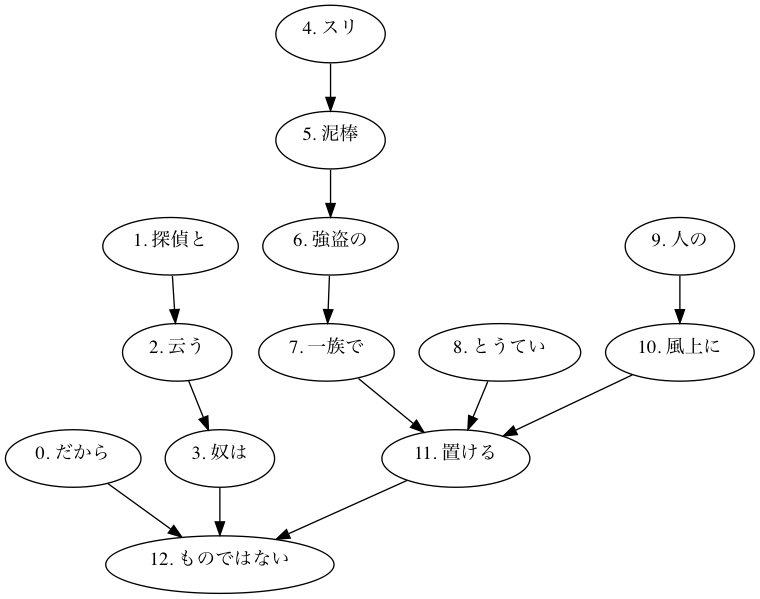 4. スリ
5. 泥棒
1. 探偵と
6. 強盗の
9. 人の
2. 云う
7. 一族で
8. とうてい
10. 風上に
0. だから
3. 奴は
11. 置ける
12. ものではない